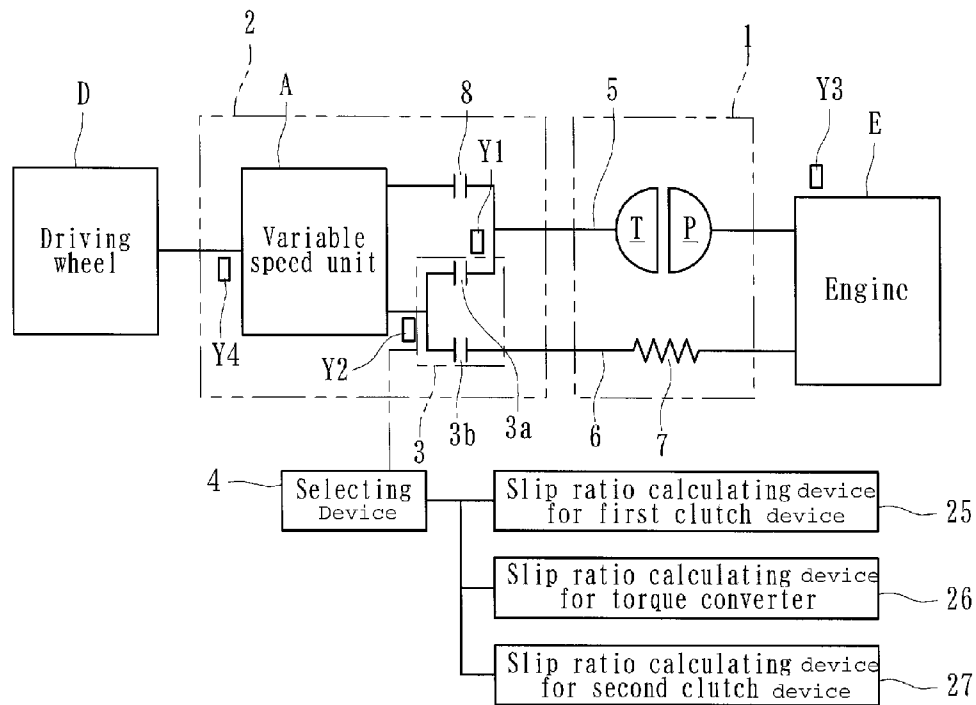 2
1
D
A
8
5
Y3
E
Y1
T
P
Driving
wheel
Variable
speed unit
Engine
Y4
Y2
3
3b
3a
6
7
4
Selecting
Device
Slip ratio calculating device
for first clutch device
25
Slip ratio calculating device
for torque converter
26
Slip ratio calculating device
for second clutch device
27